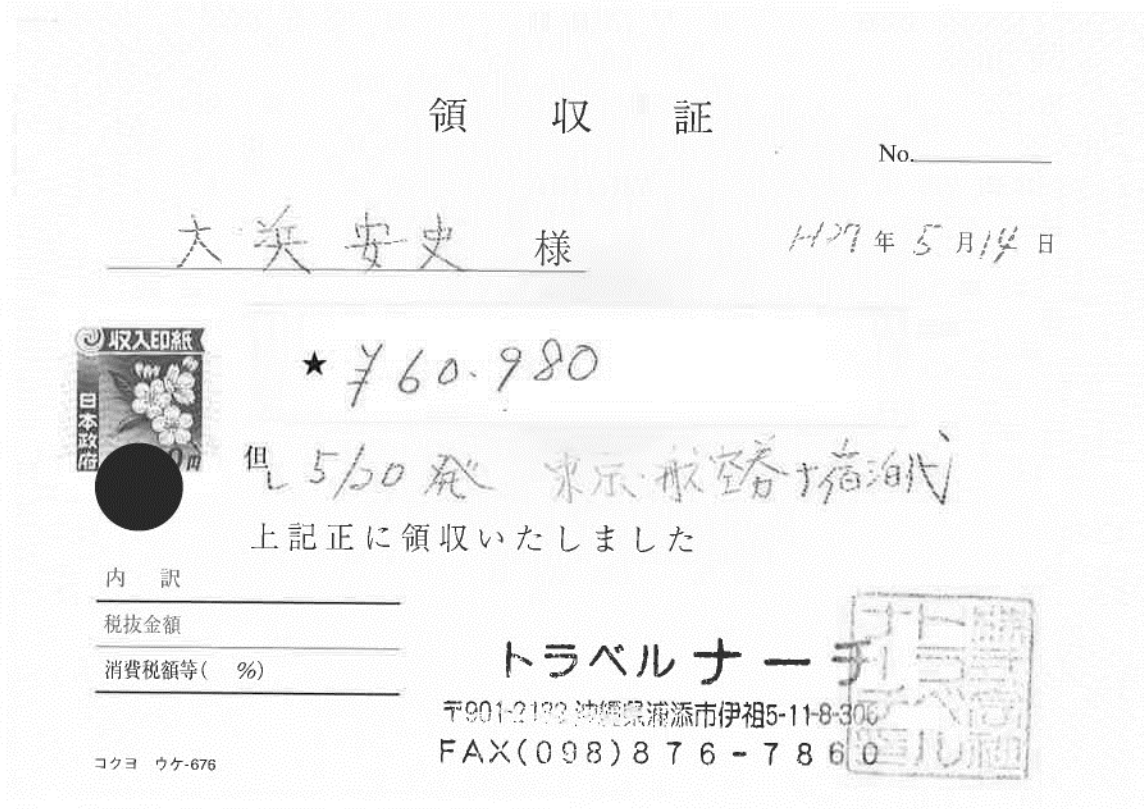 領収証
No.
大浜安史 様
H27年5月14日
収入印紙
日本政府
★ ¥60.980
但し 5/20発 東京・航空券+宿泊代
上記正に領収いたしました
内 訳
税抜金額
消費税額等( %)
トラベルナーチ
〒901-2132 沖縄県浦添市伊祖5-11-8-306
FAX(098)876-7860
コクヨ ウケ-676